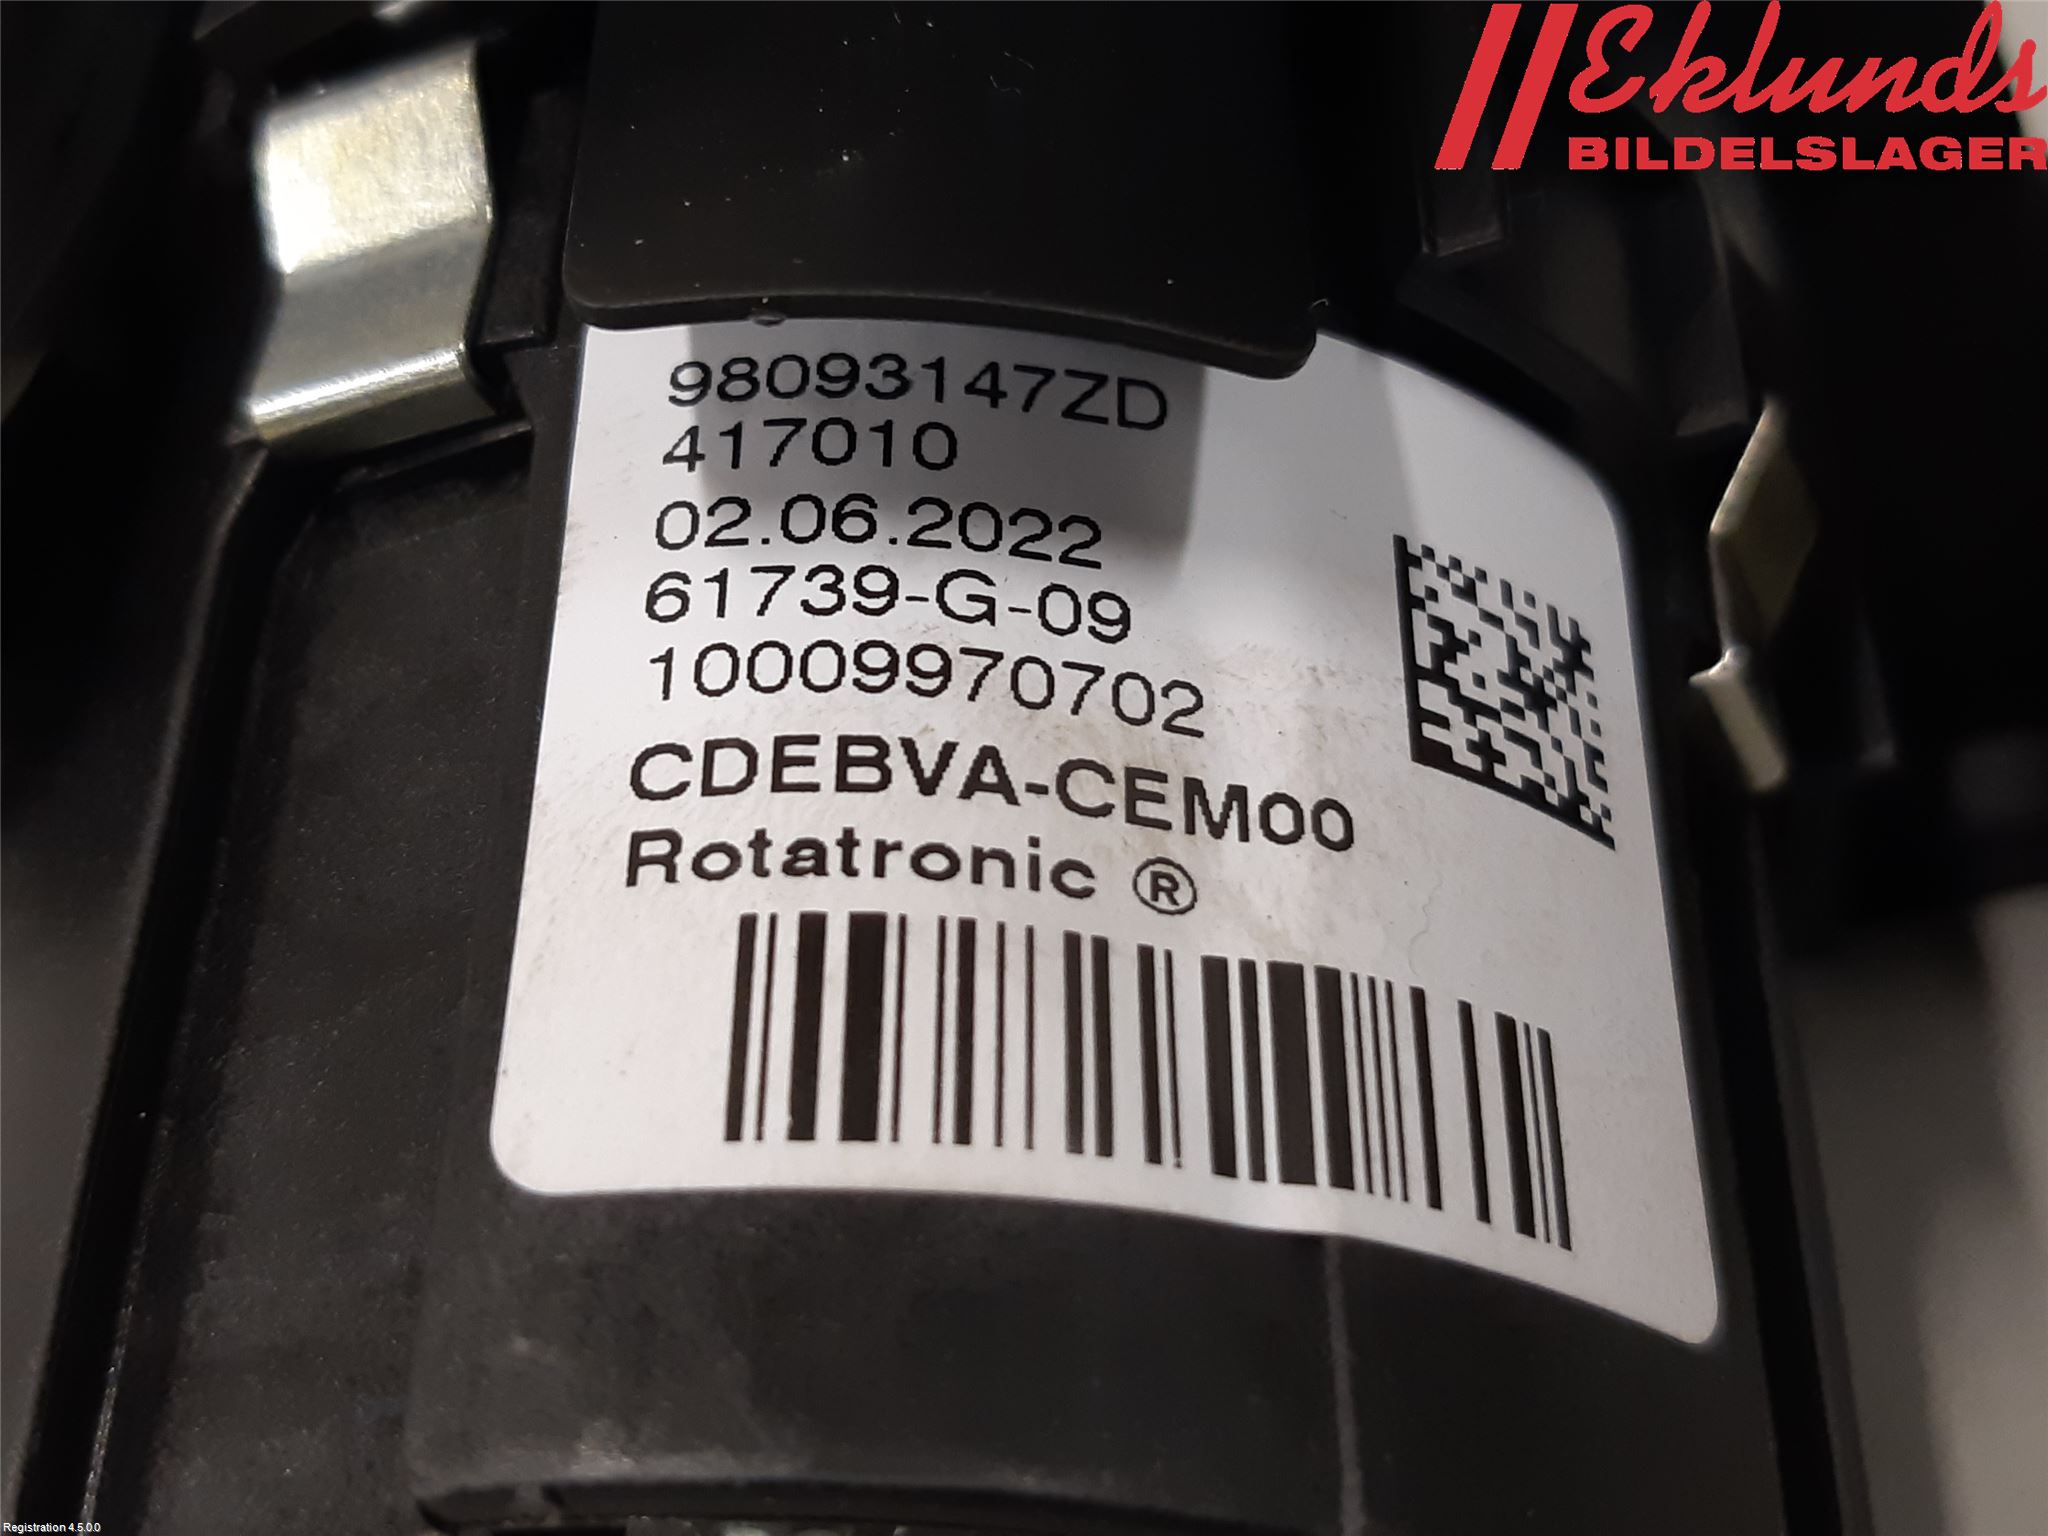 Eklunds
BILDELSLAGER
98093147ZD
417010
02.06.2022
61739-G-09
10009970702
CDEBVA-CEM00
Rotatronic ®
Registration 4.5.0.0